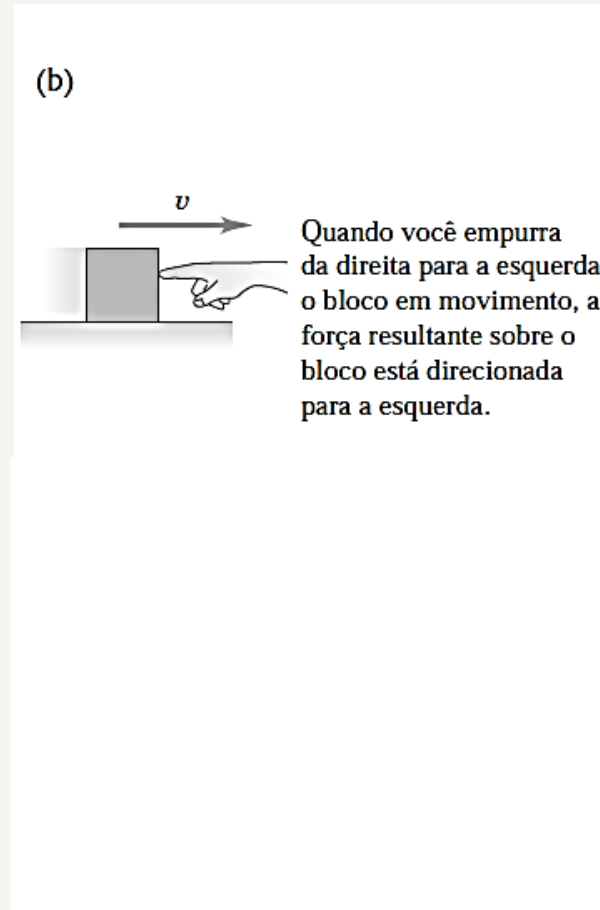 (b)
v
Quando você empurra
da direita para a esquerda
o bloco em movimento, a
força resultante sobre o
bloco está direcionada
para a esquerda.